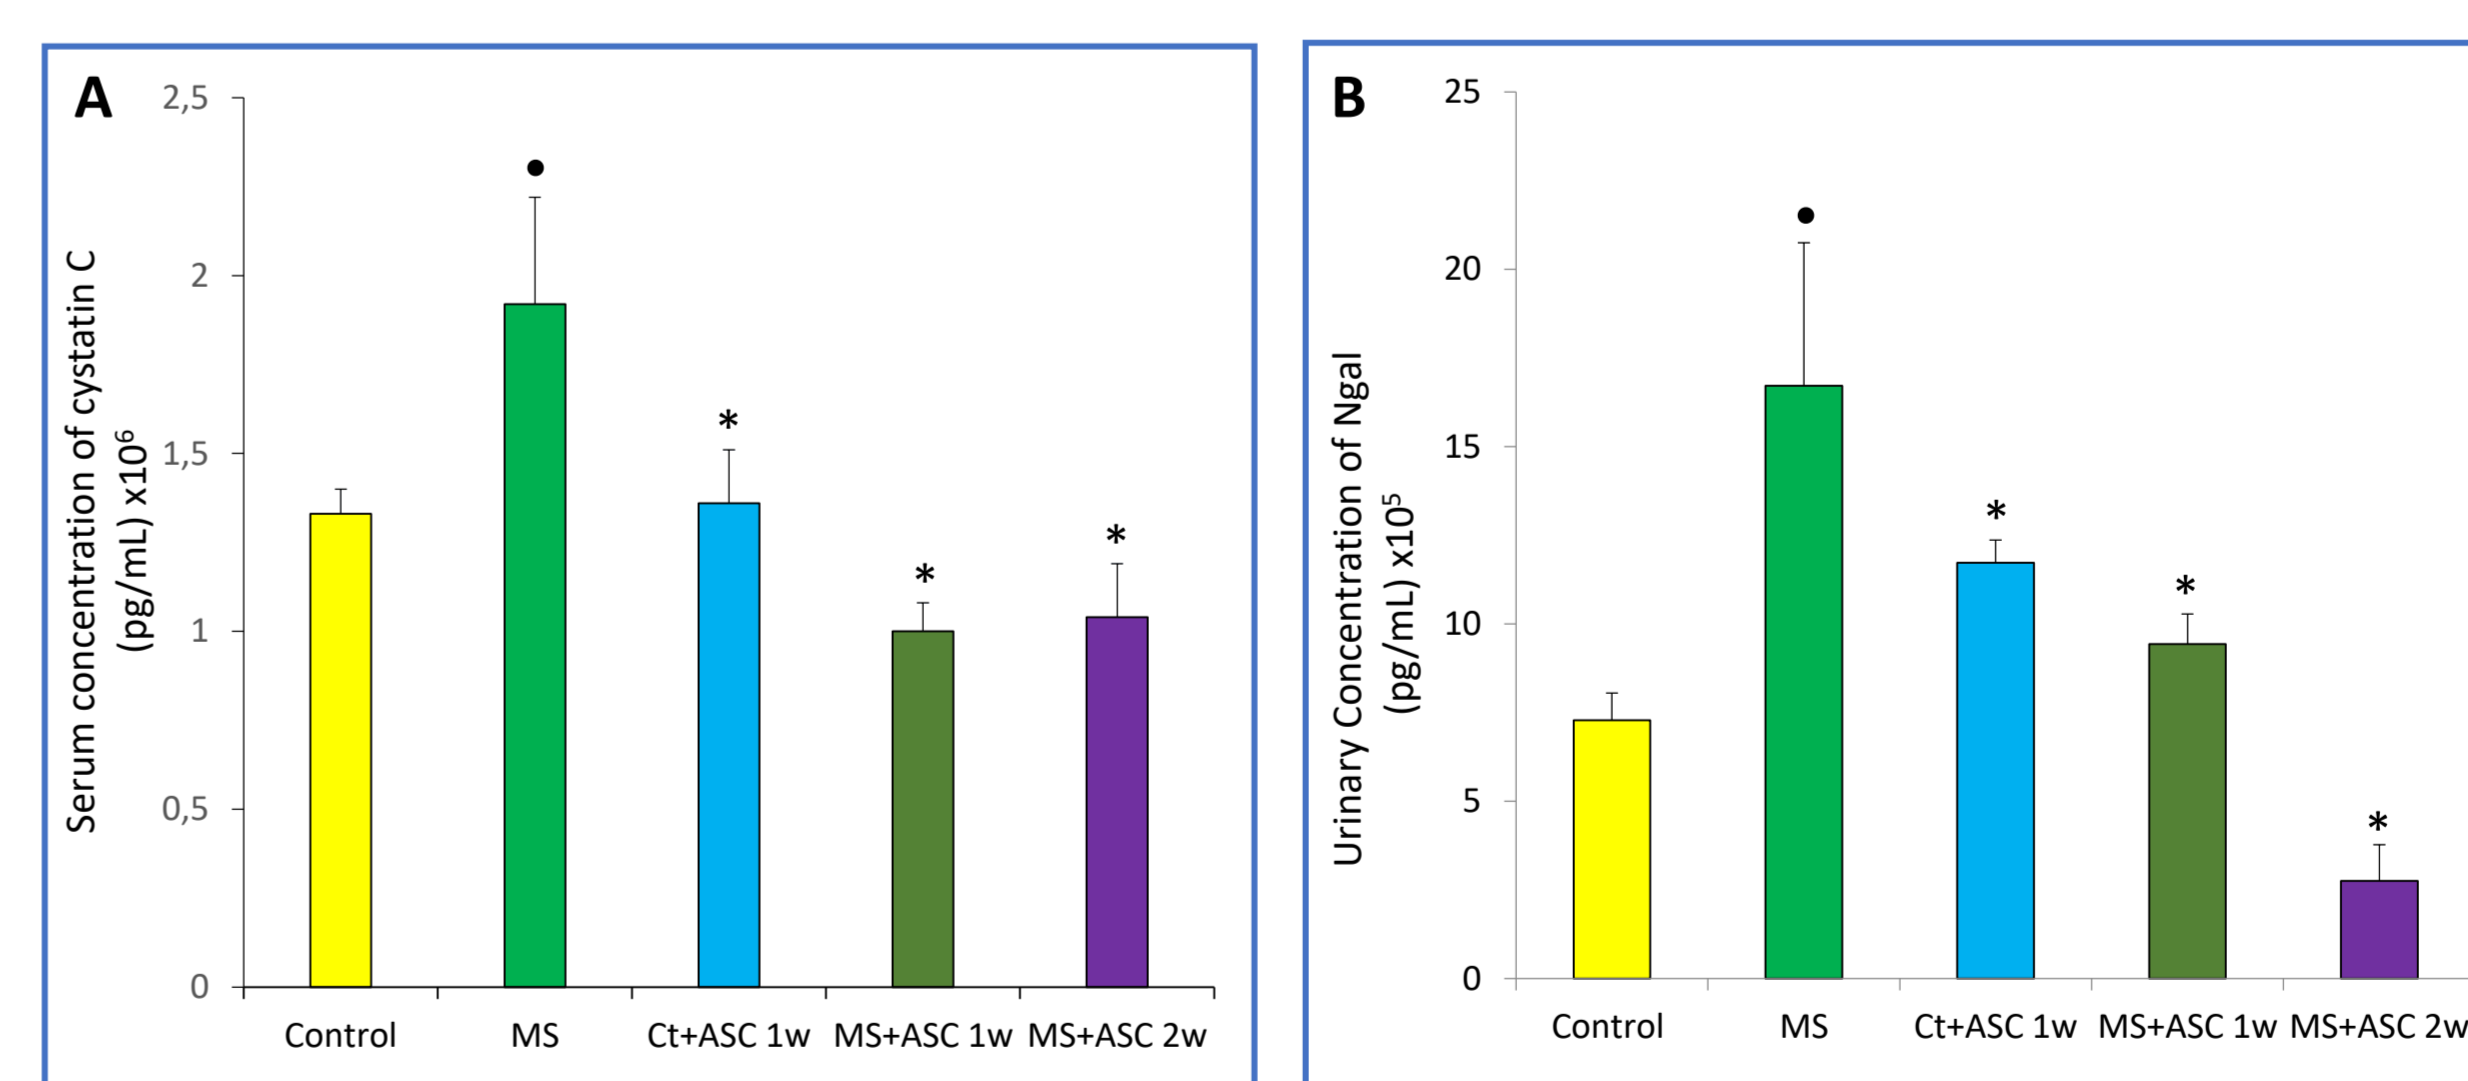 A
Serum concentration of cystatin C
(pg/mL) x10⁶
2,5
2
1,5
1
0,5
0
•
*
*
*
Control MS Ct+ASC 1w MS+ASC 1w MS+ASC 2w
B
Urinary Concentration of Ngal
(pg/mL) x10⁵
25
20
15
10
5
0
•
*
*
*
Control MS Ct+ASC 1w MS+ASC 1w MS+ASC 2w